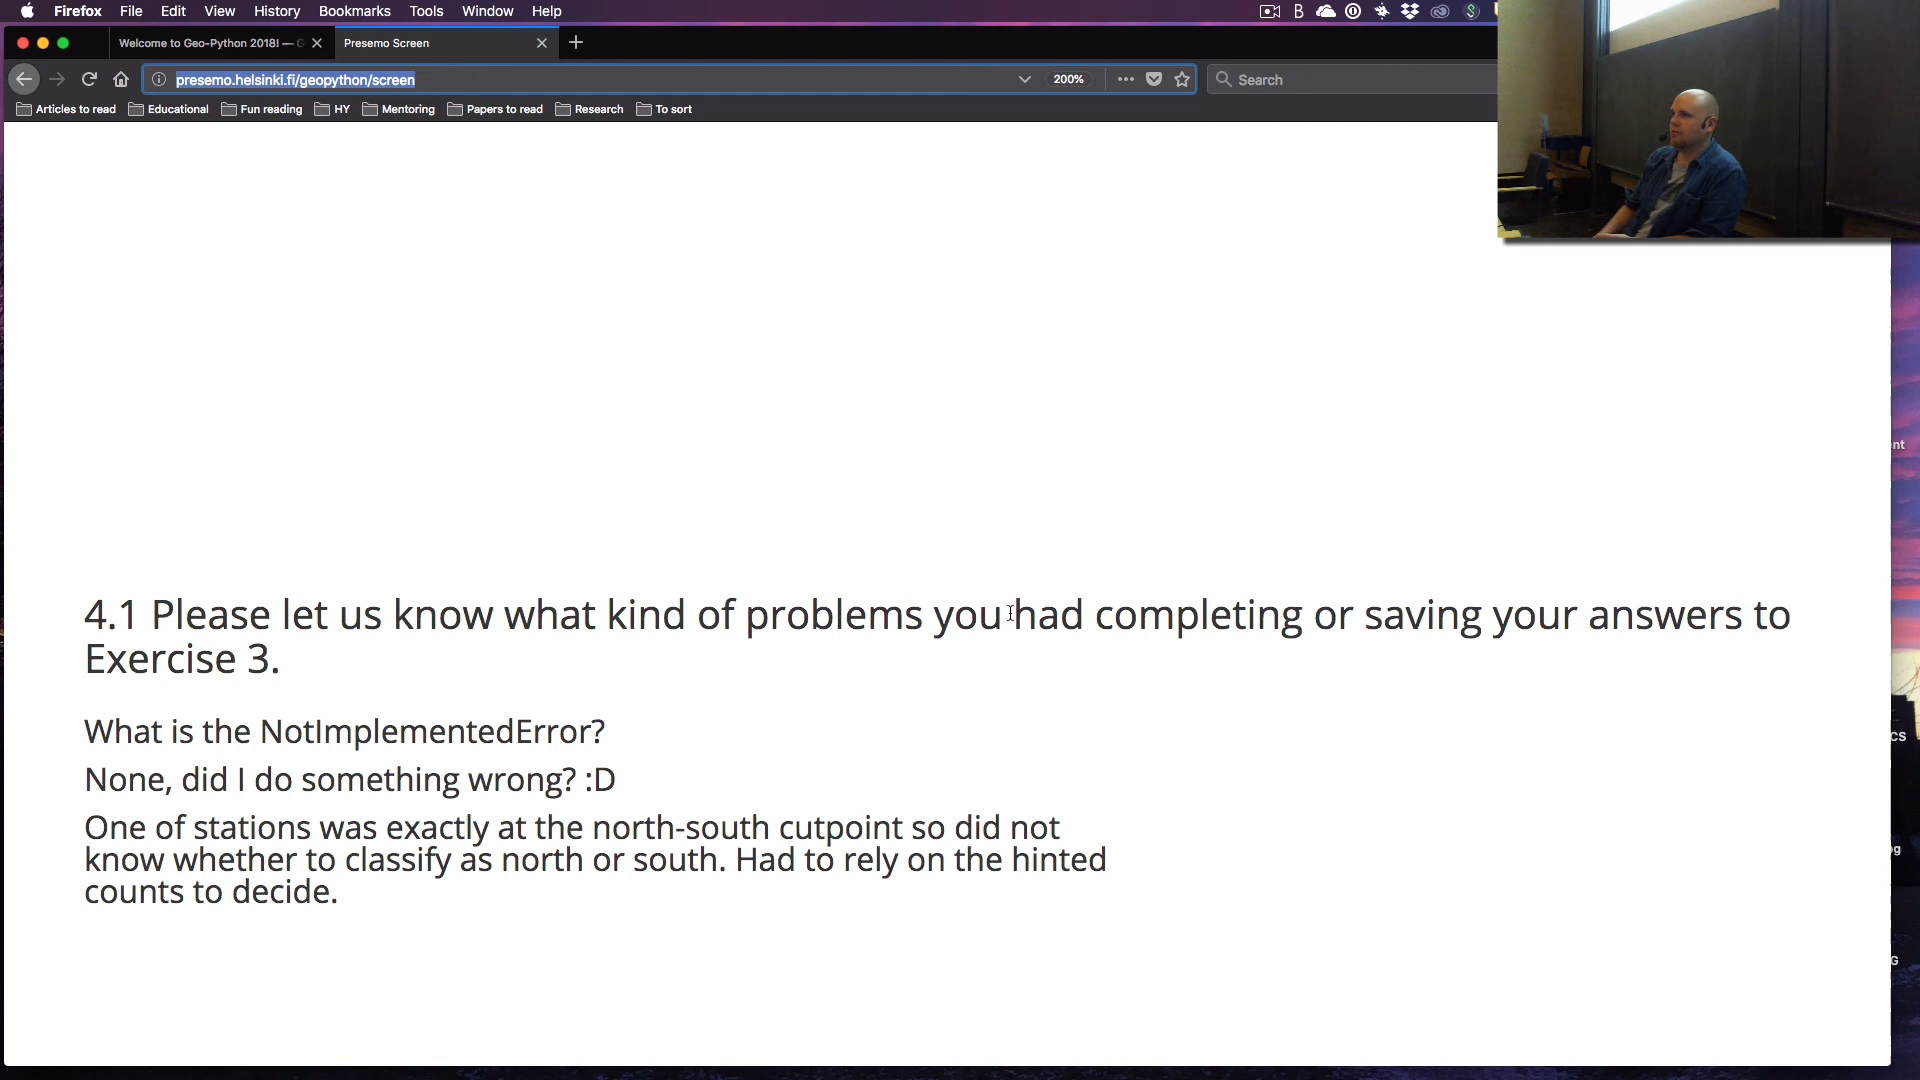 Firefox File Edit View History Bookmarks Tools Window Help
Welcome to Geo-Python 2018! — G
Presemo Screen
presemo.helsinki.fi/geopython/screen
200%
Search
Articles to read Educational Fun reading HY Mentoring Papers to read Research To sort
4.1 Please let us know what kind of problems you had completing or saving your answers to
Exercise 3.
What is the NotImplementedError?
None, did I do something wrong? :D
One of stations was exactly at the north-south cutpoint so did not
know whether to classify as north or south. Had to rely on the hinted
counts to decide.